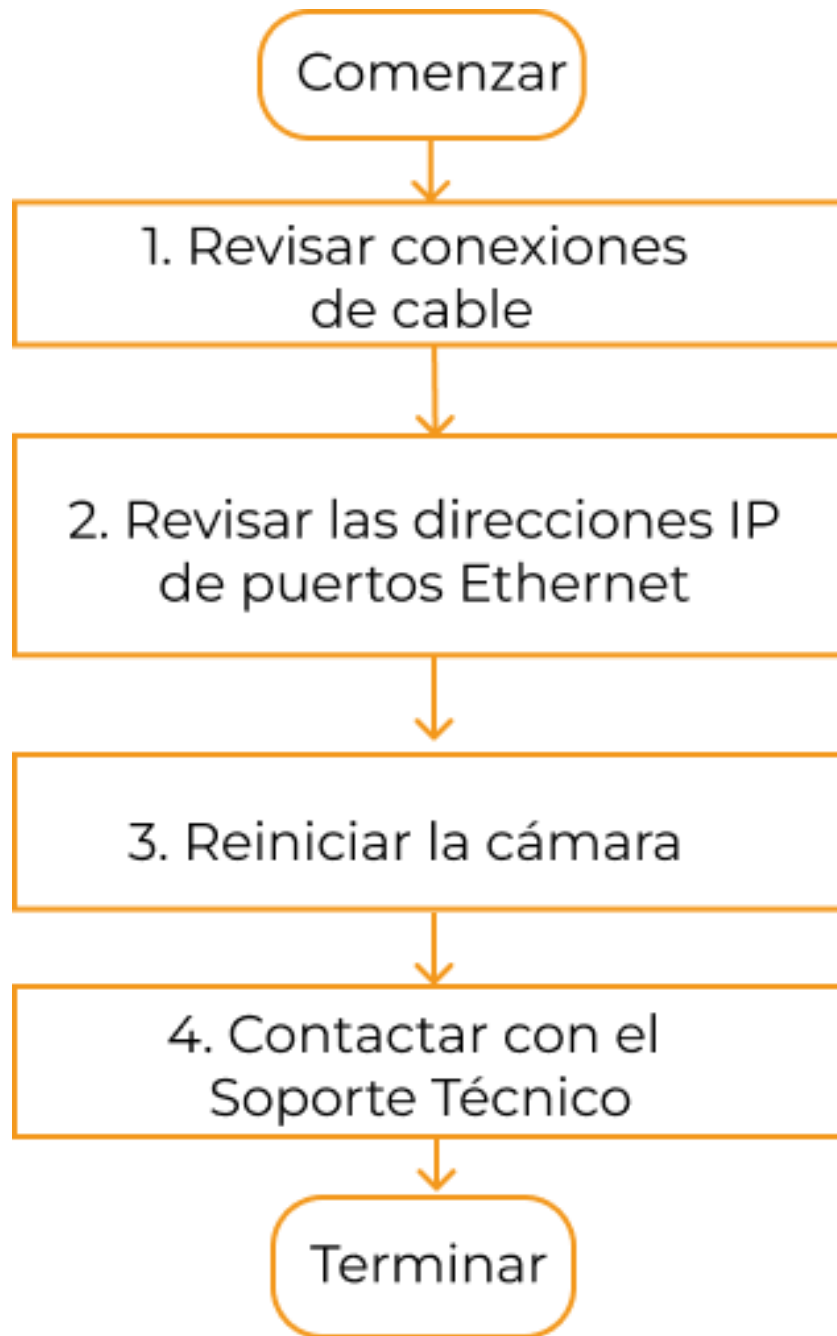 Comenzar
1. Revisar conexiones
de cable
2. Revisar las direcciones IP
de puertos Ethernet
3. Reiniciar la cámara
4. Contactar con el
Soporte Técnico
Terminar